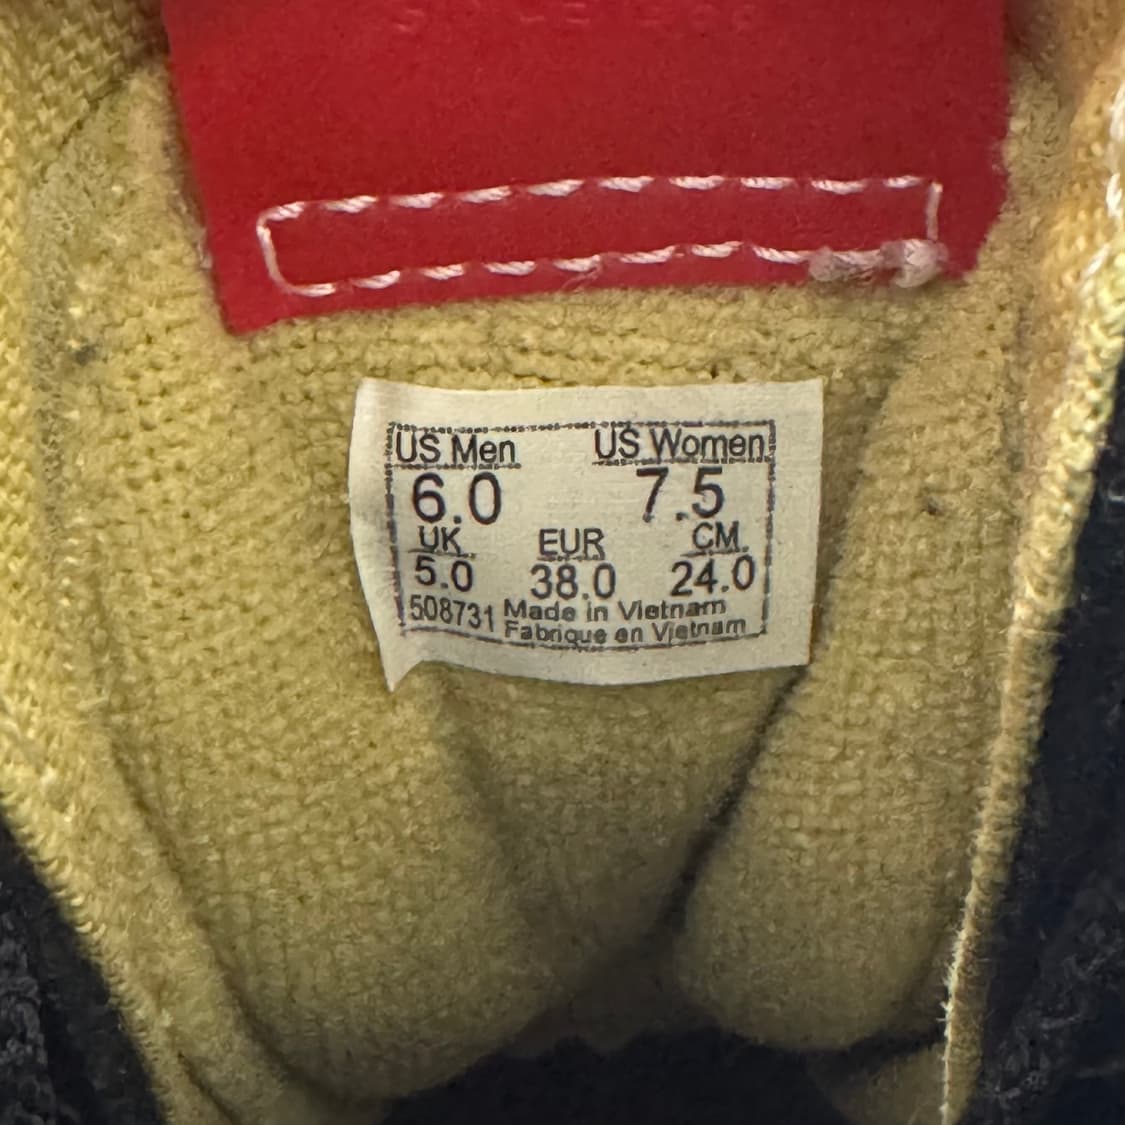 US Men US Women
6.0 7.5
UK EUR CM
5.0 38.0 24.0
508731 Made in Vietnam
Fabrique en Vietnam